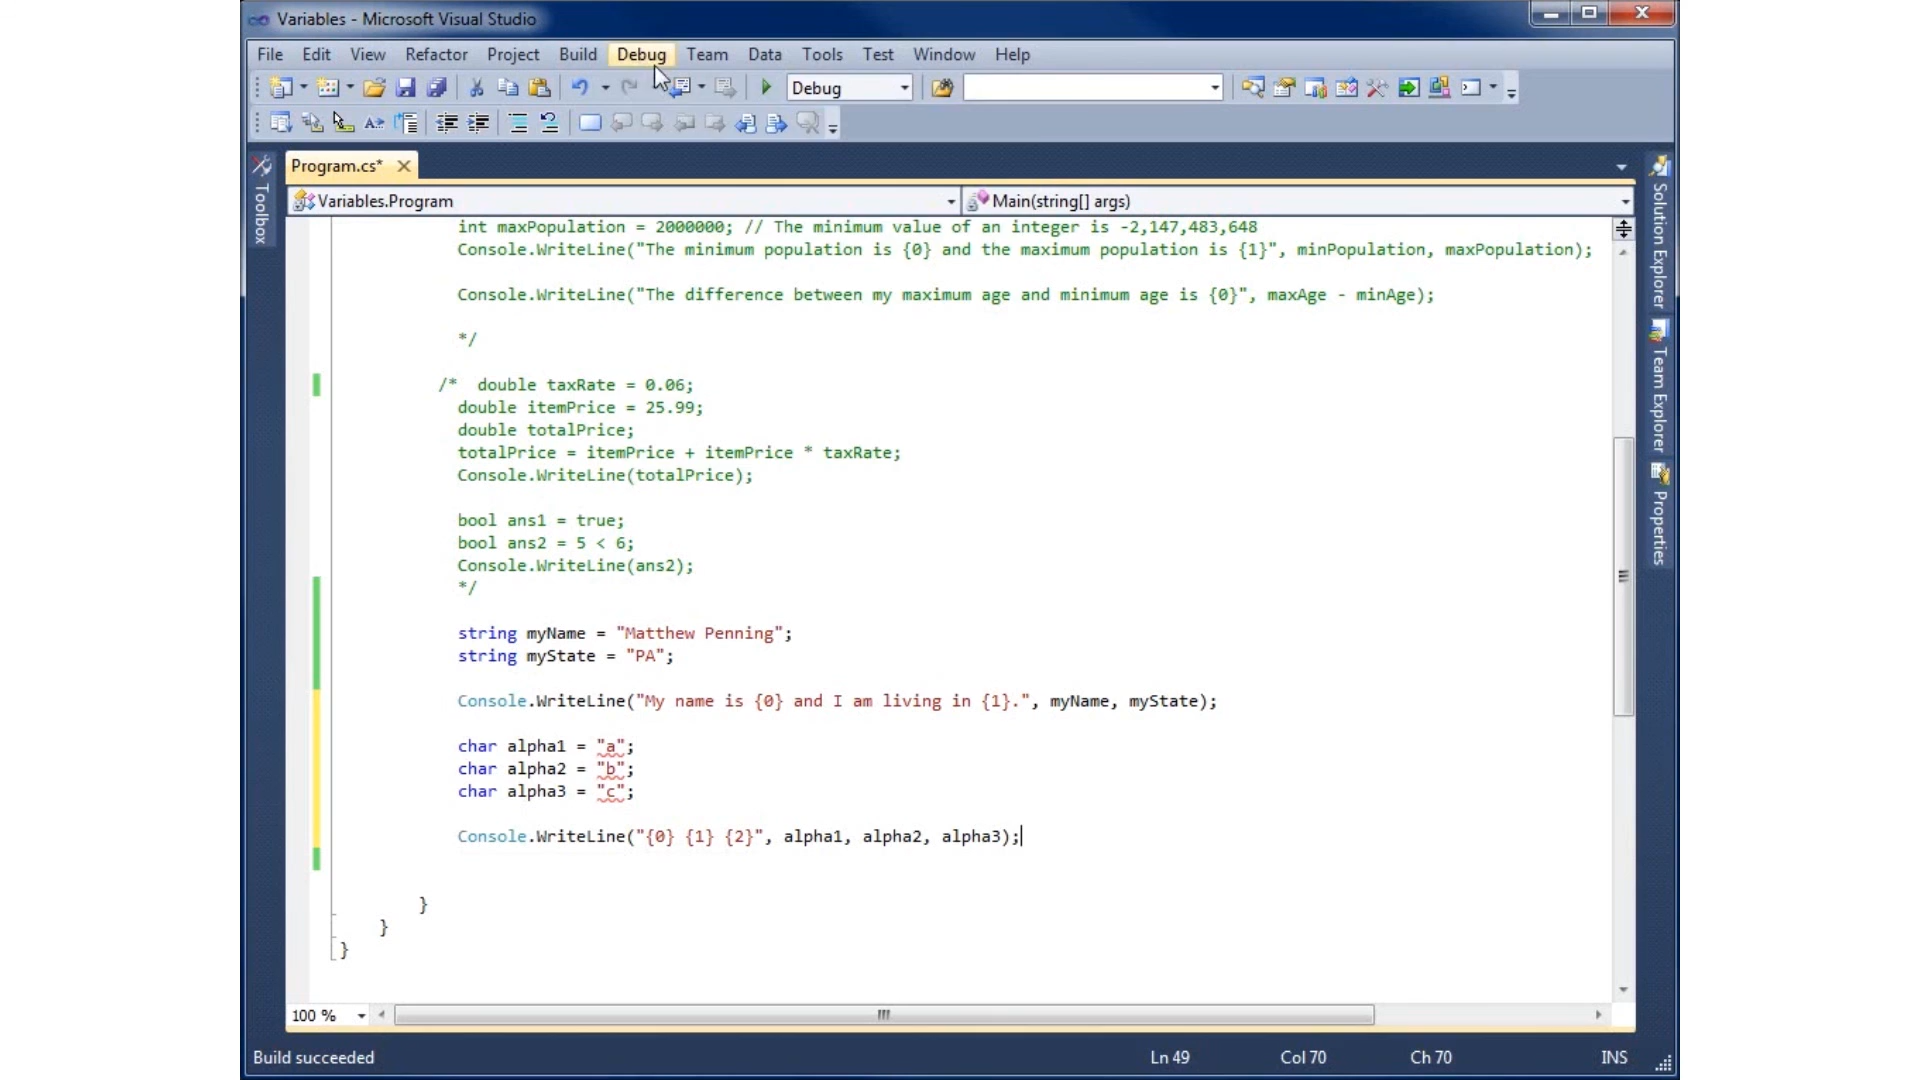 Variables - Microsoft Visual Studio
File Edit View Refactor Project Build Debug Team Data Tools Test Window Help
Debug
Program.cs*
Variables.Program
Main(string[] args)
int maxPopulation = 2000000; // The minimum value of an integer is -2,147,483,648
Console.WriteLine("The minimum population is {0} and the maximum population is {1}", minPopulation, maxPopulation);
Console.WriteLine("The difference between my maximum age and minimum age is {0}", maxAge - minAge);
*/
/* double taxRate = 0.06;
double itemPrice = 25.99;
double totalPrice;
totalPrice = itemPrice + itemPrice * taxRate;
Console.WriteLine(totalPrice);
bool ans1 = true;
bool ans2 = 5 < 6;
Console.WriteLine(ans2);
*/
string myName = "Matthew Penning";
string myState = "PA";
Console.WriteLine("My name is {0} and I am living in {1}.", myName, myState);
char alpha1 = "a";
char alpha2 = "b";
char alpha3 = "c";
Console.WriteLine("{0} {1} {2}", alpha1, alpha2, alpha3);
}
}
}
100 %
Build succeeded
Ln 49
Col 70
Ch 70
INS
Toolbox
Solution Explorer
Team Explorer
Properties